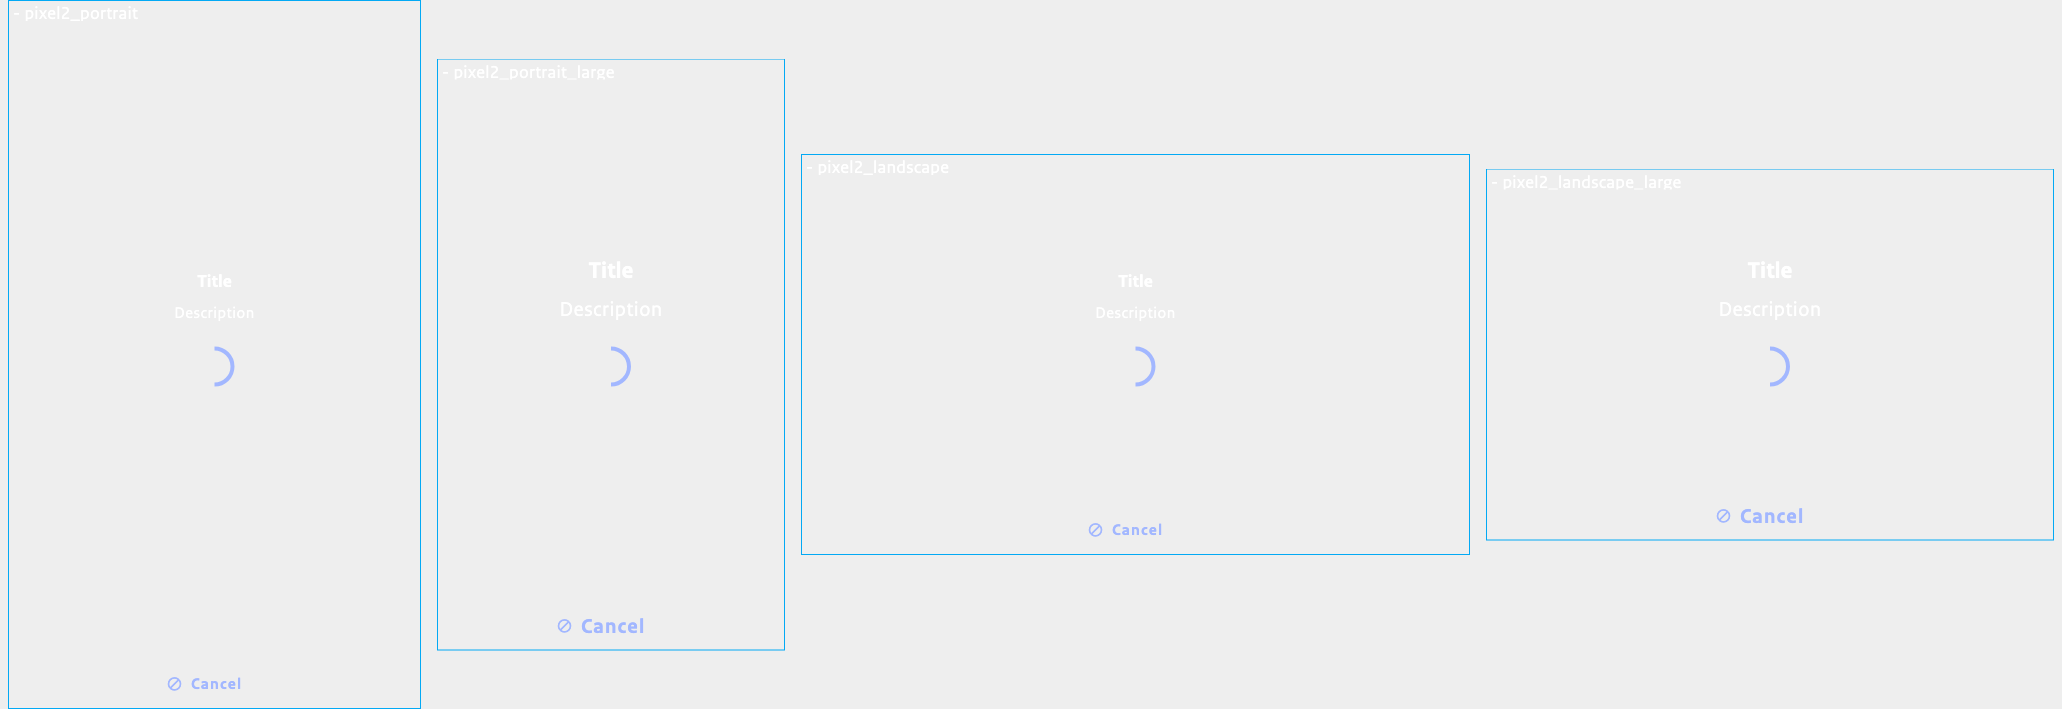 - pixel2_portrait
Title
Description
Cancel
- pixel2_portrait_large
Title
Description
Cancel
- pixel2_landscape
Title
Description
Cancel
- pixel2_landscape_large
Title
Description
Cancel